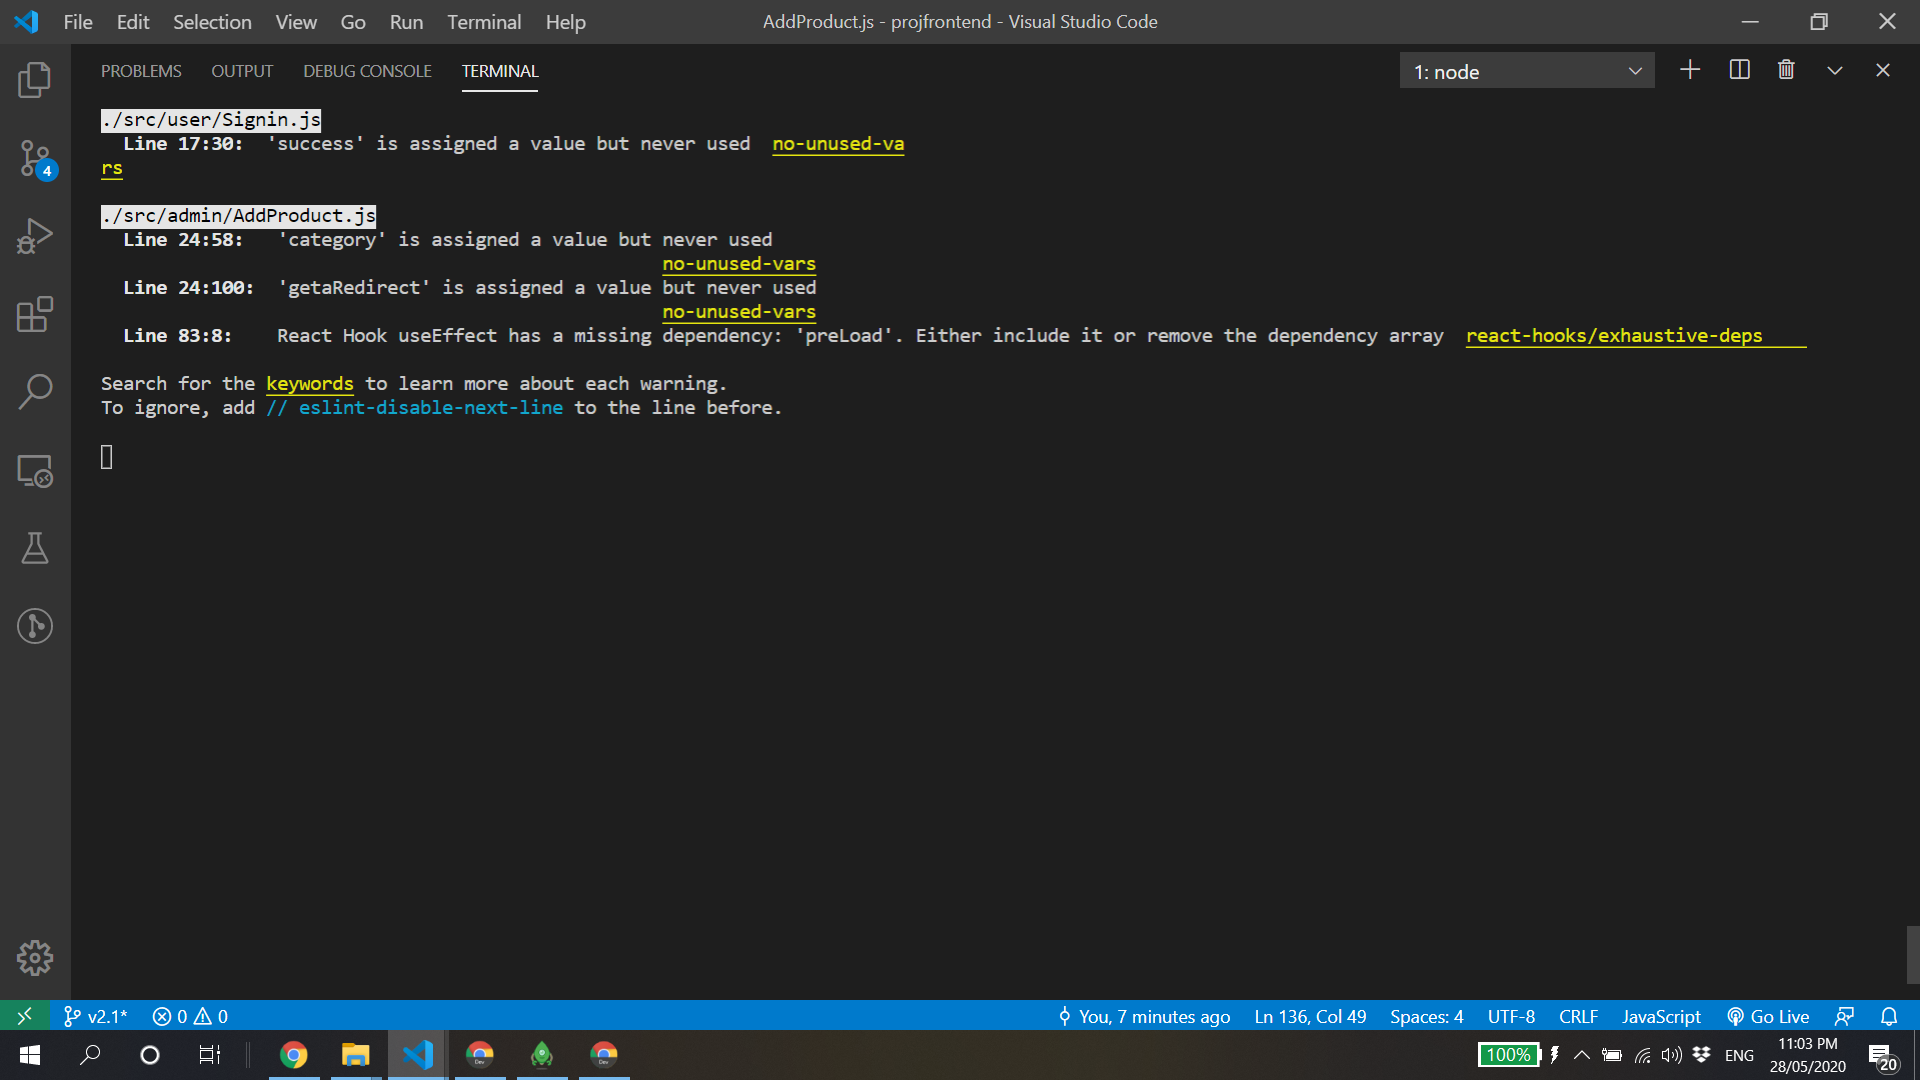 File Edit Selection View Go Run Terminal Help
AddProduct.js - projfrontend - Visual Studio Code
PROBLEMS OUTPUT DEBUG CONSOLE TERMINAL
1: node
./src/user/Signin.js
Line 17:30: 'success' is assigned a value but never used no-unused-va
rs
./src/admin/AddProduct.js
Line 24:58: 'category' is assigned a value but never used
no-unused-vars
Line 24:100: 'getaRedirect' is assigned a value but never used
no-unused-vars
Line 83:8: React Hook useEffect has a missing dependency: 'preLoad'. Either include it or remove the dependency array react-hooks/exhaustive-deps
Search for the keywords to learn more about each warning.
To ignore, add // eslint-disable-next-line to the line before.
4
v2.1* 0 0 You, 7 minutes ago Ln 136, Col 49 Spaces: 4 UTF-8 CRLF JavaScript Go Live
Dev Dev 100% ENG 11:03 PM
28/05/2020 20